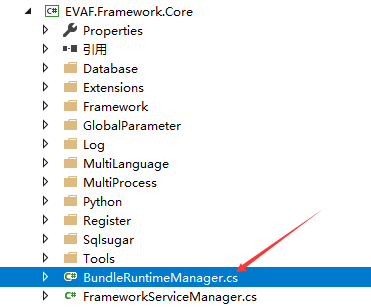 EVAF.Framework.Core
Properties
引用
Database
Extensions
Framework
GlobalParameter
Log
MultiLanguage
MultiProcess
Python
Register
Sqlsugar
Tools
BundleRuntimeManager.cs
FrameworkServiceManager.cs